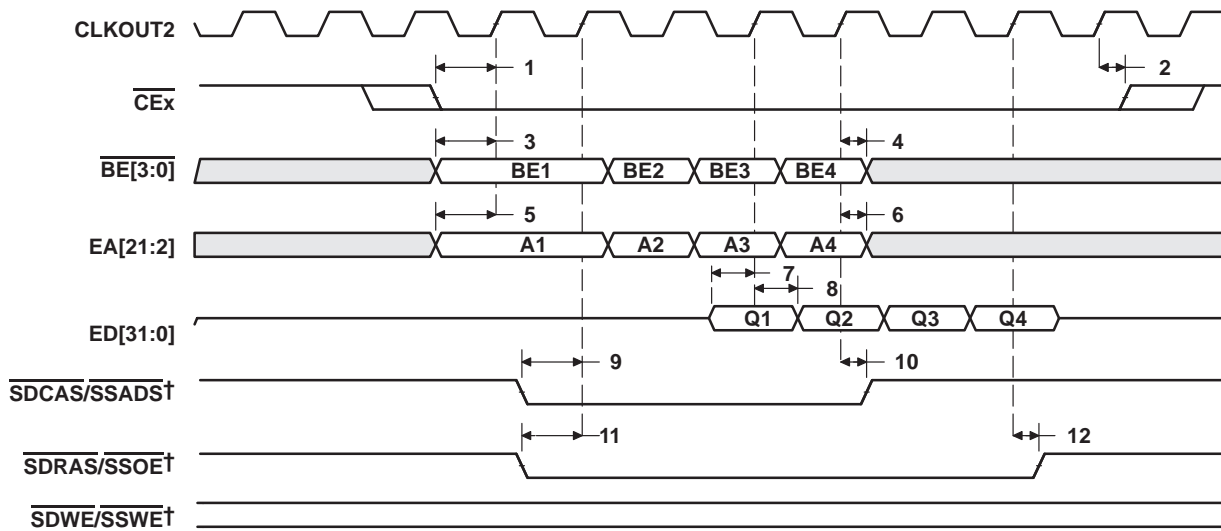 CLKOUT2
1
2
CEx
3
4
BE[3:0]
BE1
BE2
BE3
BE4
5
6
EA[21:2]
A1
A2
A3
A4
7
8
ED[31:0]
Q1
Q2
Q3
Q4
9
10
SDCAS/SSADS†
11
12
SDRAS/SSOE†
SDWE/SSWE†